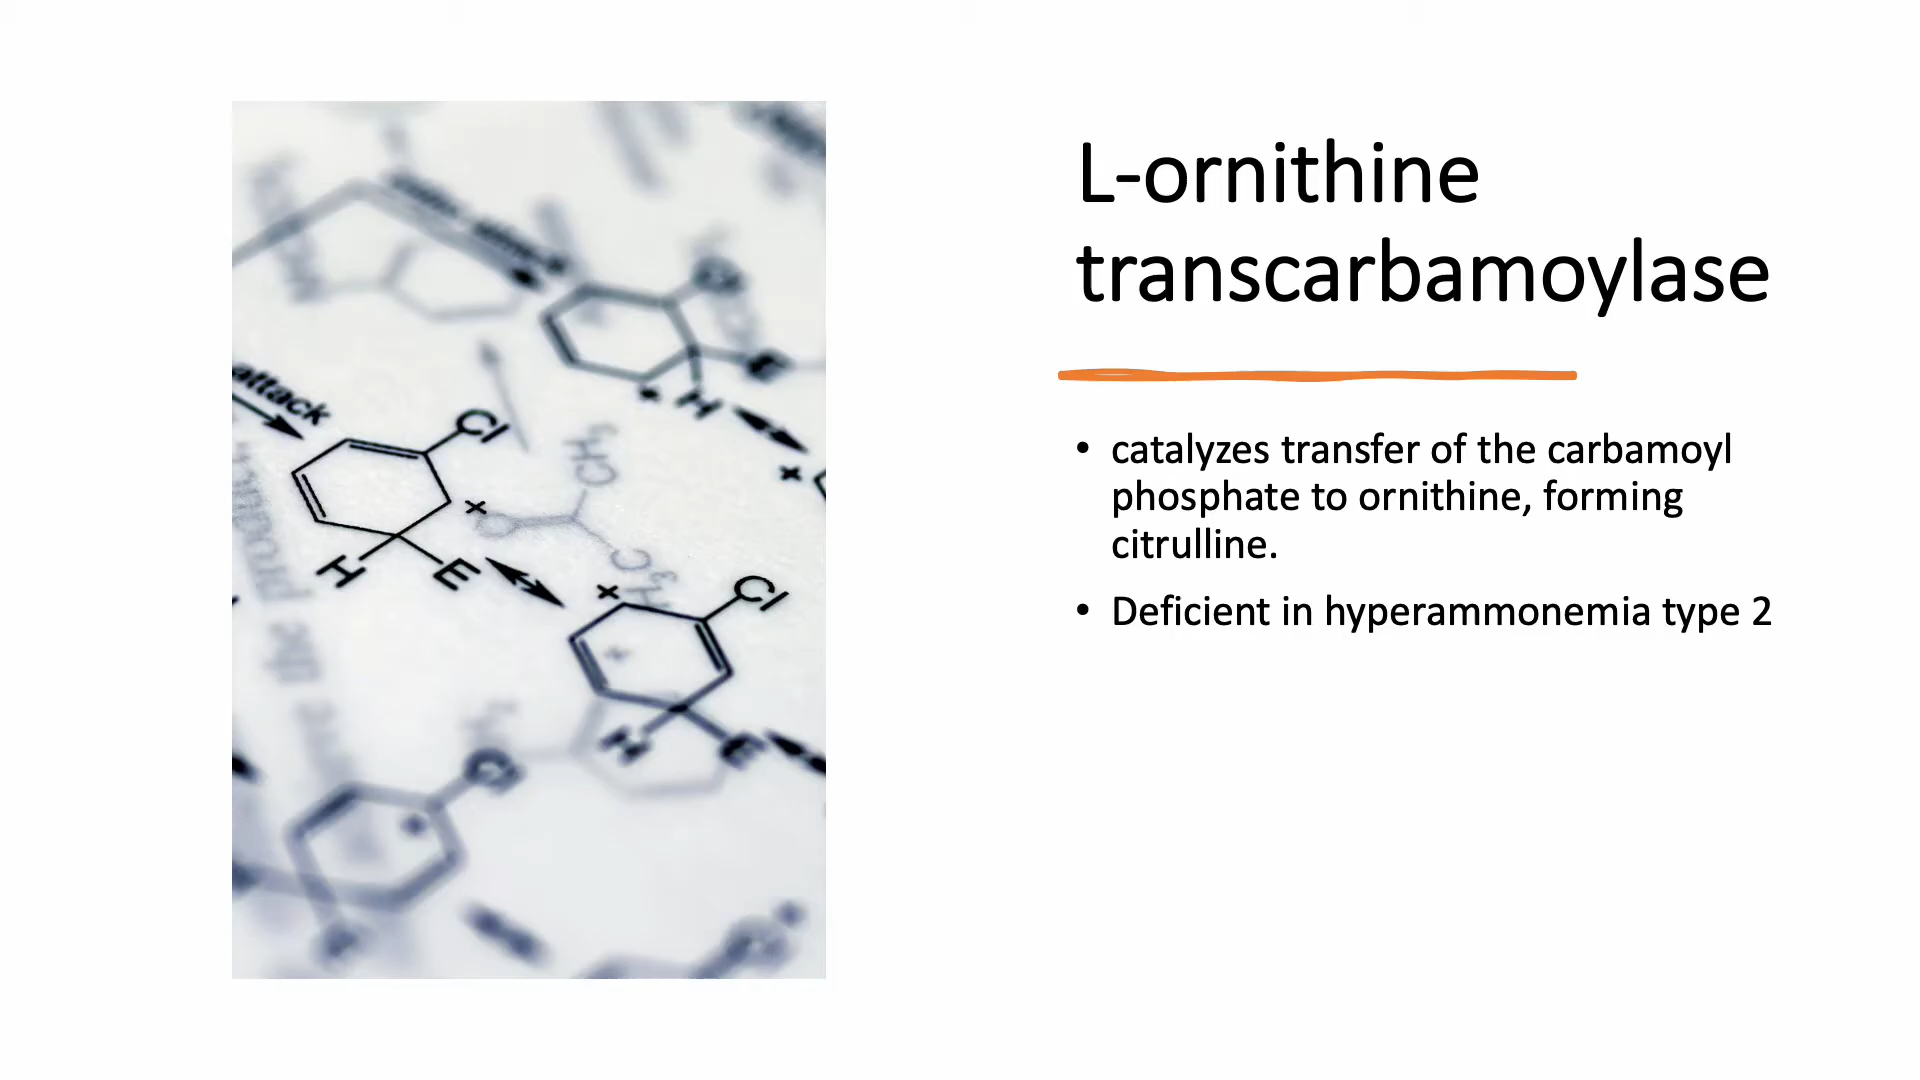 L-ornithine
transcarbamoylase
• catalyzes transfer of the carbamoyl
phosphate to ornithine, forming
citrulline.
• Deficient in hyperammonemia type 2
attack
Cl
H
E
CH3
Cl
H
E
E
H